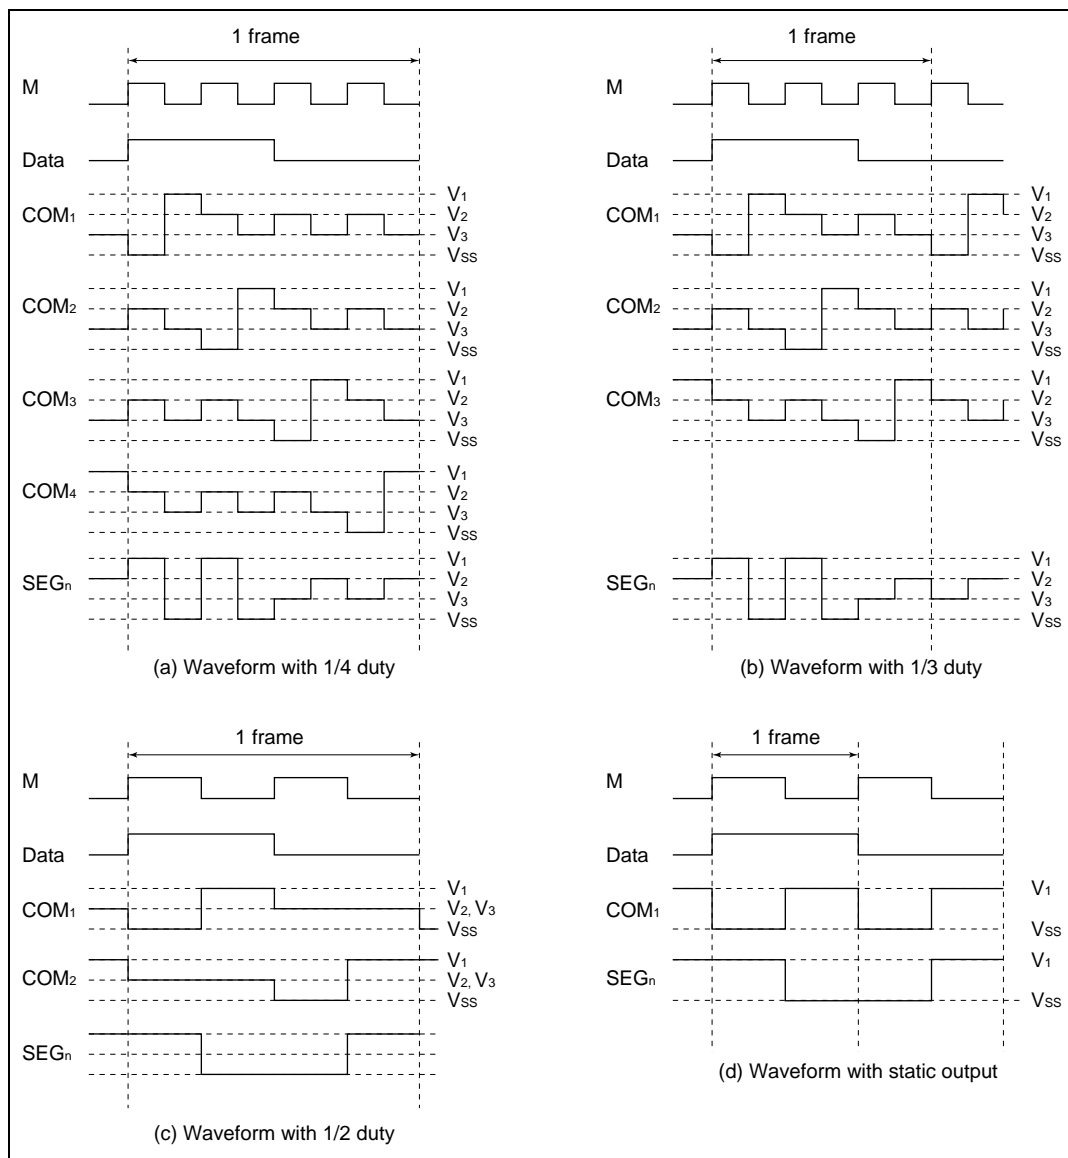 1 frame
M
Data
COM1
V1
V2
V3
VSS
COM2
V1
V2
V3
VSS
COM3
V1
V2
V3
VSS
COM4
V1
V2
V3
VSS
SEGn
V1
V2
V3
VSS
(a) Waveform with 1/4 duty
1 frame
M
Data
COM1
V1
V2
V3
VSS
COM2
V1
V2
V3
VSS
COM3
V1
V2
V3
VSS
SEGn
V1
V2
V3
VSS
(b) Waveform with 1/3 duty
1 frame
M
Data
COM1
V1
V2, V3
VSS
COM2
V1
V2, V3
VSS
SEGn
(c) Waveform with 1/2 duty
1 frame
M
Data
COM1
V1
VSS
SEGn
V1
VSS
(d) Waveform with static output